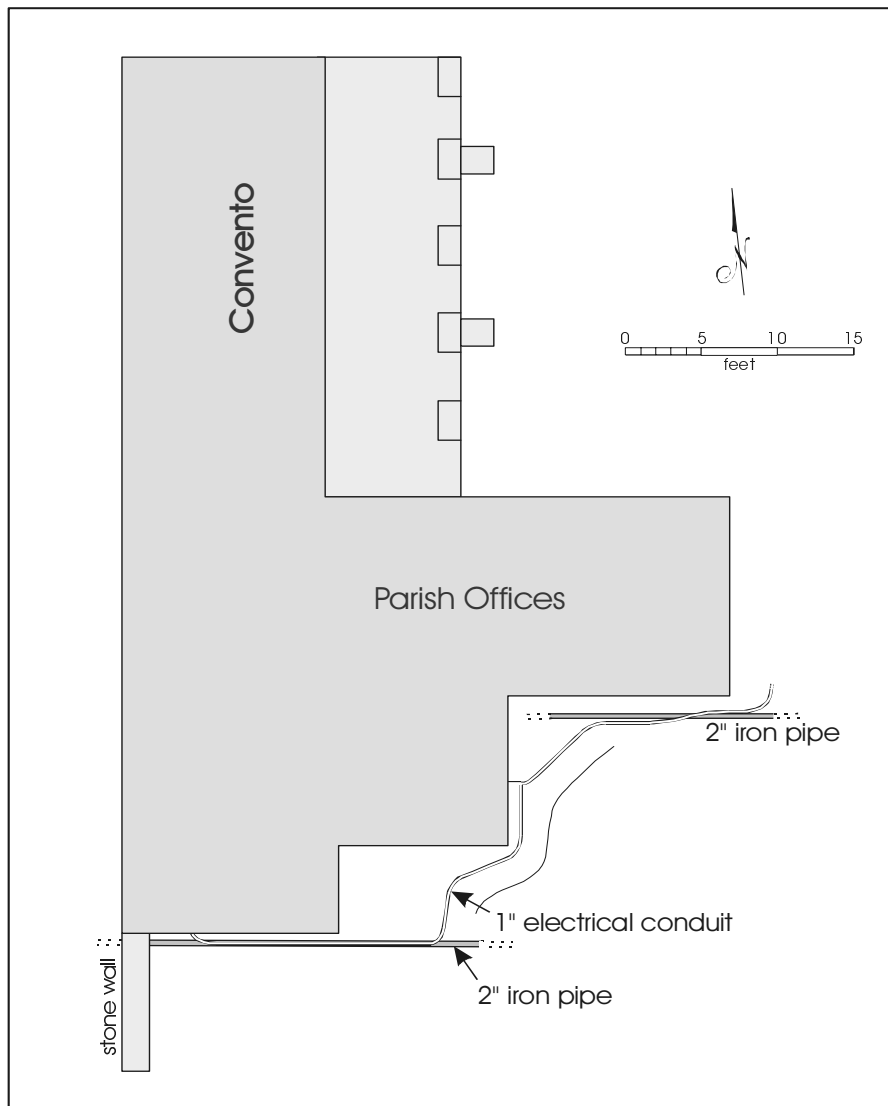 Convento
N
0 5 10 15
feet
Parish Offices
2" iron pipe
1" electrical conduit
2" iron pipe
stone wall